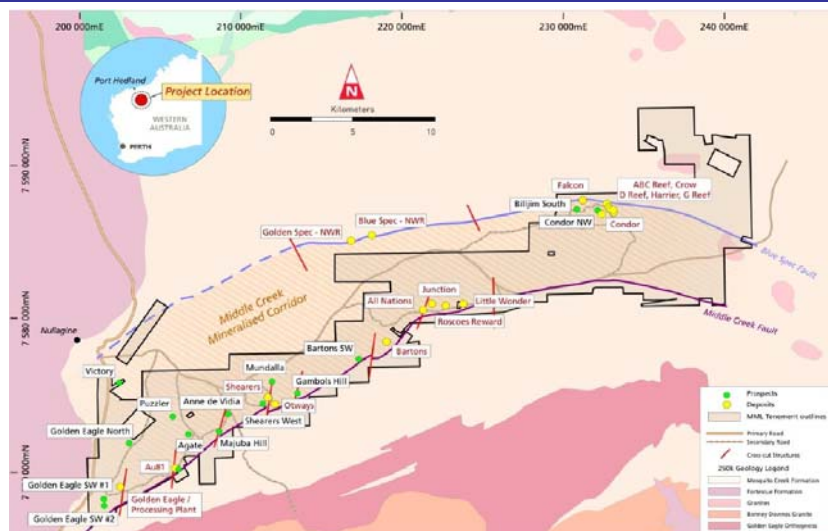 200 000mE
210 000mE
220 000mE
230 000mE
240 000mE
Port Hedland
Project Location
WESTERN
AUSTRALIA
PERTH
N
Kilometers
0
5
10
7 590 000mN
Falcon
ABC Reef, Crow
D Reef, Harrier, G Reef
Billjim South
Condor NW
Condor
Blue Spec - NWR
Golden Spec - NWR
Blue Spec Fault
Middle Creek
Mineralised Corridor
Junction
All Nations
Little Wonder
Middle Creek Fault
7 580 000mN
Roscoes Reward
Nullagine
Bartons SW
Bartons
Victory
Mundalla
Shearers
Gambols Hill
Puzzler
Anne de Vidia
Otways
Shearers West
Golden Eagle North
Agate
Majuba Hill
Au81
Golden Eagle SW #1
Golden Eagle /
Processing Plant
Golden Eagle SW #2
Prospects
Deposits
MML Tenement outlines
Primary Road
Secondary Road
Cross-cut Structures
250K Geology Legend
Mosquito Creek Formation
Fortescue Formation
Granites
Bonney Downs Granite
Golden Eagle Orthogneiss